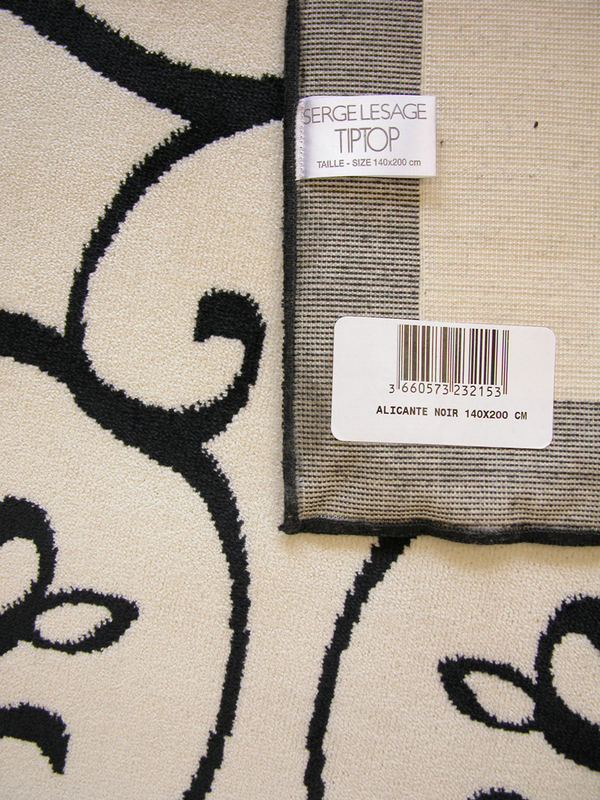 SERGE LESAGE
TIPTOP
TAILLE - SIZE 140x200 cm
3 660573 232153
ALICANTE NOIR 140X200 CM